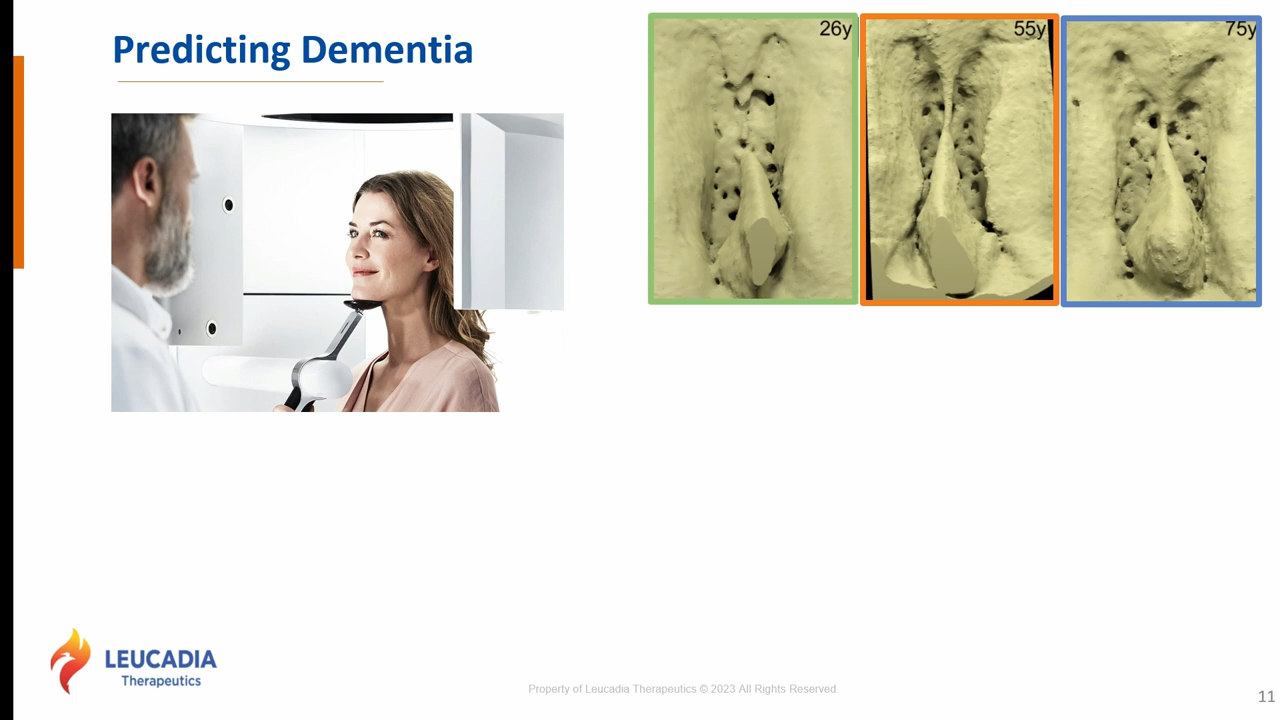 Predicting Dementia
26y
55y
75y
LEUCADIA
Therapeutics
Property of Leucadia Therapeutics © 2023 All Rights Reserved.
11